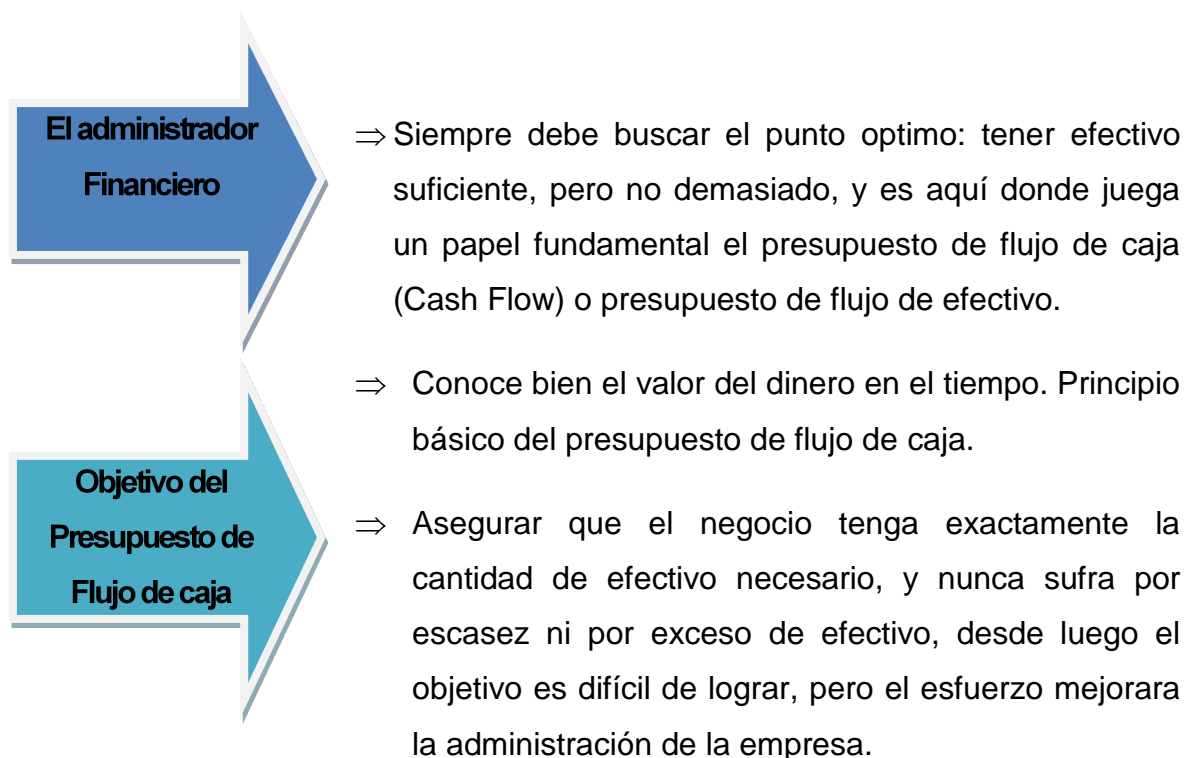 El administrador
Financiero
⇒ Siempre debe buscar el punto optimo: tener efectivo
suficiente, pero no demasiado, y es aquí donde juega
un papel fundamental el presupuesto de flujo de caja
(Cash Flow) o presupuesto de flujo de efectivo.
⇒ Conoce bien el valor del dinero en el tiempo. Principio
básico del presupuesto de flujo de caja.
Objetivo del
Presupuesto de
Flujo de caja
⇒ Asegurar que el negocio tenga exactamente la
cantidad de efectivo necesario, y nunca sufra por
escasez ni por exceso de efectivo, desde luego el
objetivo es difícil de lograr, pero el esfuerzo mejorara
la administración de la empresa.